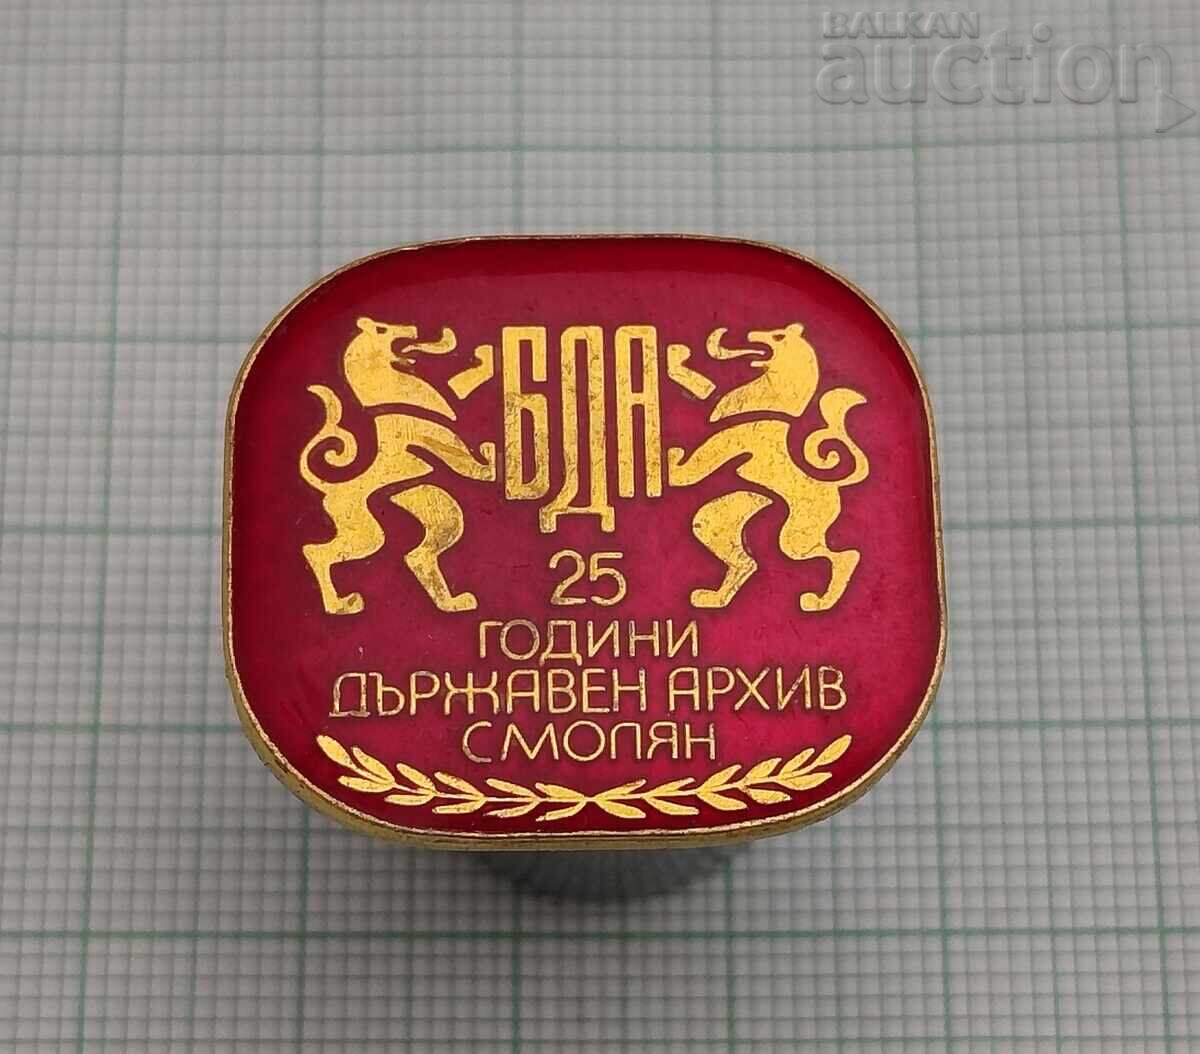 BALKAN
auction
БДА
25
ГОДИНИ
ДЪРЖАВЕН АРХИВ
СМОЛЯН